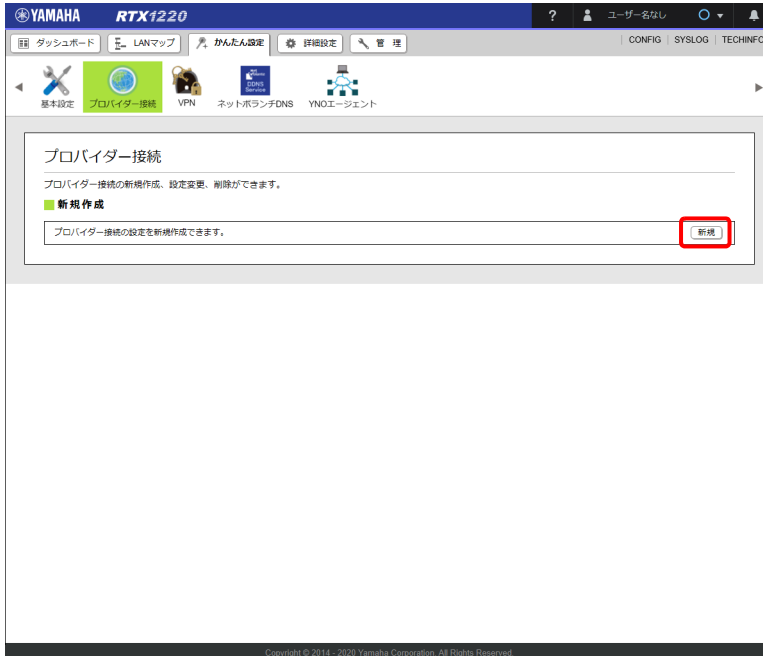 YAMAHA RTX1220 ? ユーザー名なし
ダッシュボード LANマップ かんたん設定 詳細設定 管 理 CONFIG SYSLOG TECHINFO
基本設定 プロバイダー接続 VPN ネットボランチDNS YNOエージェント
DDNS
Service
プロバイダー接続
プロバイダー接続の新規作成、設定変更、削除ができます。
新規作成
プロバイダー接続の設定を新規作成できます。 新規
Copyright © 2014 - 2020 Yamaha Corporation. All Rights Reserved.